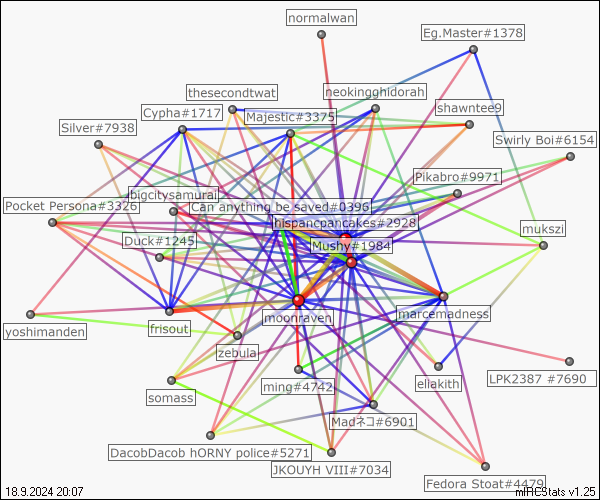 normalwan
Eg.Master#1378
thesecondtwat
neokingghidorah
Cypha#1717
Majestic#3375
shawntee9
Silver#7938
Swirly Boi#6154
Pikabro#9971
bigcitysamurai
Pocket Persona#3326
Can anything be saved#0396
hispanicpancakes#2928
mukszi
Duck#1245
Mushy#1984
moonraven
marcemadness
yoshimanden
frisout
zebula
ming#4742
eliakith
LPK2387 #7690
somass
Madネコ#6901
DacobDacob hORNY police#5271
JKOUYH VIII#7034
Fedora Stoat#4479
18.9.2024 20:07
mIRCStats v1.25